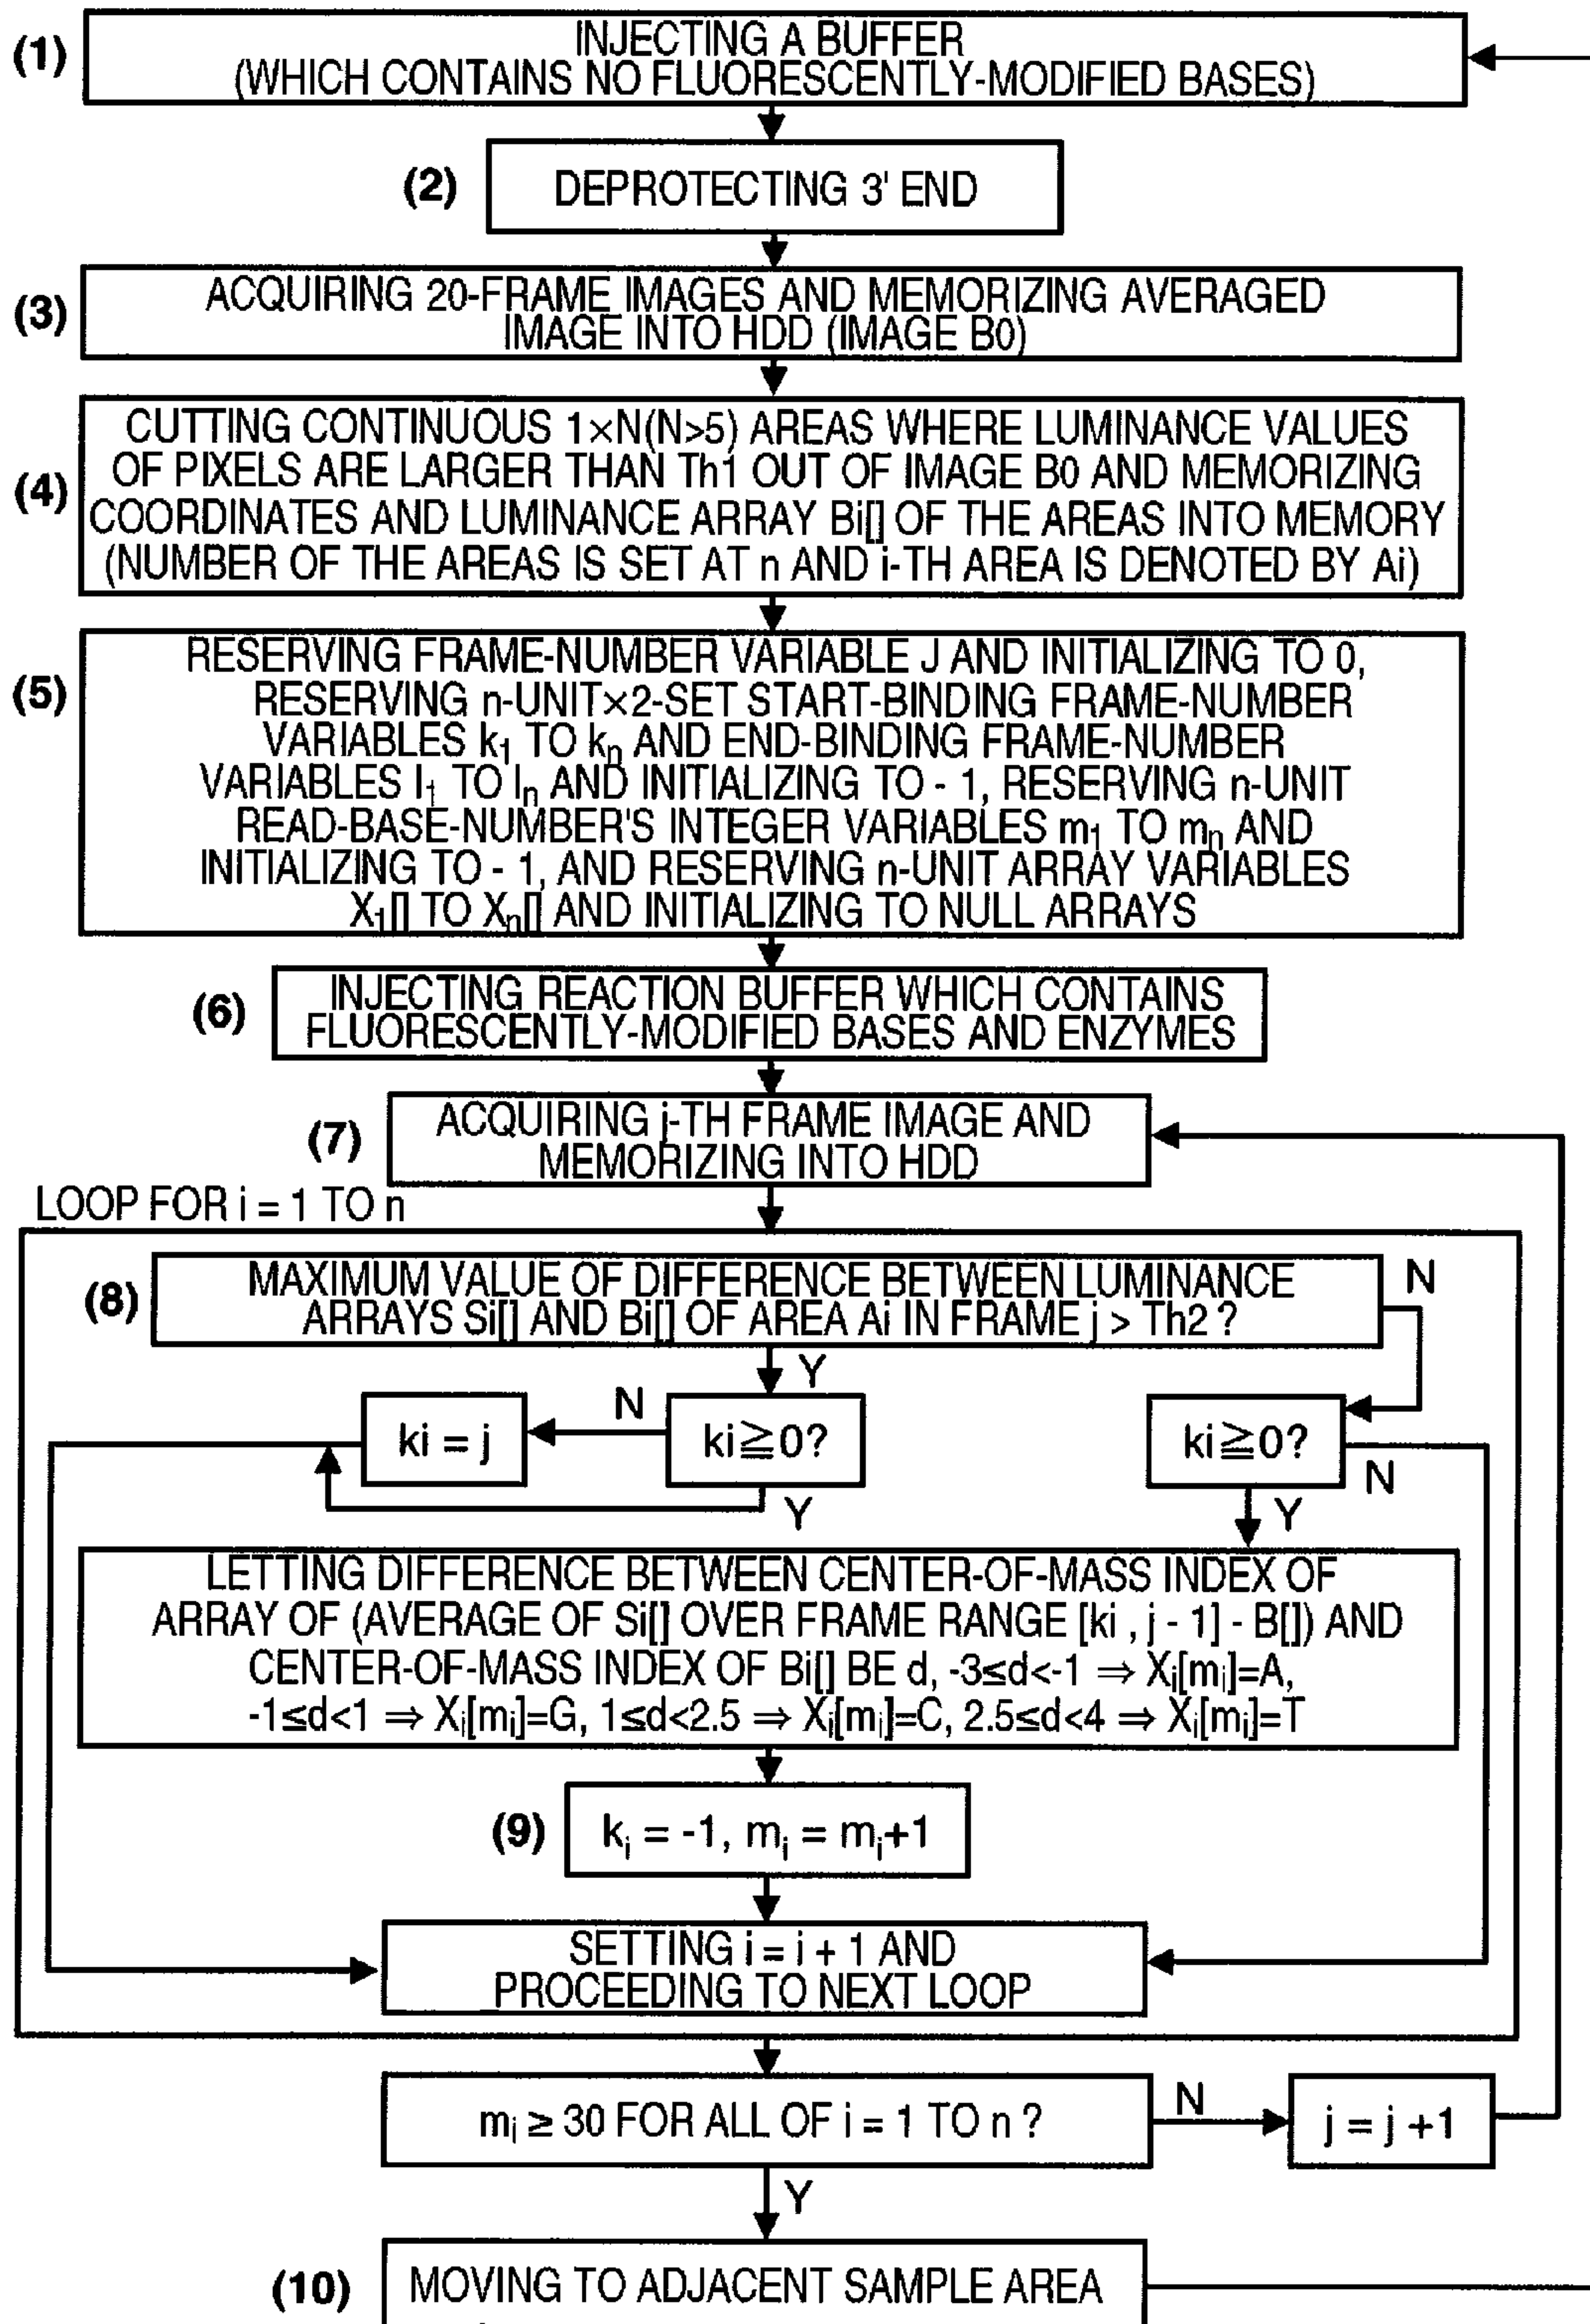 (1)
INJECTING A BUFFER
(WHICH CONTAINS NO FLUORESCENTLY-MODIFIED BASES)
(2)
DEPROTECTING 3' END
(3)
ACQUIRING 20-FRAME IMAGES AND MEMORIZING AVERAGED
IMAGE INTO HDD (IMAGE B0)
(4)
CUTTING CONTINUOUS 1×N(N>5) AREAS WHERE LUMINANCE VALUES
OF PIXELS ARE LARGER THAN Th1 OUT OF IMAGE B0 AND MEMORIZING
COORDINATES AND LUMINANCE ARRAY Bi[] OF THE AREAS INTO MEMORY
(NUMBER OF THE AREAS IS SET AT n AND i-TH AREA IS DENOTED BY Ai)
(5)
RESERVING FRAME-NUMBER VARIABLE J AND INITIALIZING TO 0,
RESERVING n-UNIT×2-SET START-BINDING FRAME-NUMBER
VARIABLES k₁ TO kₙ AND END-BINDING FRAME-NUMBER
VARIABLES l₁ TO lₙ AND INITIALIZING TO - 1, RESERVING n-UNIT
READ-BASE-NUMBER'S INTEGER VARIABLES m₁ TO mₙ AND
INITIALIZING TO - 1, AND RESERVING n-UNIT ARRAY VARIABLES
X₁[] TO Xₙ[] AND INITIALIZING TO NULL ARRAYS
(6)
INJECTING REACTION BUFFER WHICH CONTAINS
FLUORESCENTLY-MODIFIED BASES AND ENZYMES
(7)
ACQUIRING j-TH FRAME IMAGE AND
MEMORIZING INTO HDD
LOOP FOR i = 1 TO n
(8)
MAXIMUM VALUE OF DIFFERENCE BETWEEN LUMINANCE
ARRAYS Si[] AND Bi[] OF AREA Ai IN FRAME j > Th2 ?
N
Y
ki = j
N
ki≧0?
Y
ki≧0?
N
Y
LETTING DIFFERENCE BETWEEN CENTER-OF-MASS INDEX OF
ARRAY OF (AVERAGE OF Si[] OVER FRAME RANGE [ki , j - 1] - B[]) AND
CENTER-OF-MASS INDEX OF Bi[] BE d, -3≤d<-1 ⇒ Xᵢ[mᵢ]=A,
-1≤d<1 ⇒ Xᵢ[mᵢ]=G, 1≤d<2.5 ⇒ Xᵢ[mᵢ]=C, 2.5≤d<4 ⇒ Xᵢ[mᵢ]=T
(9)
kᵢ = -1, mᵢ = mᵢ+1
SETTING i = i + 1 AND
PROCEEDING TO NEXT LOOP
mᵢ ≥ 30 FOR ALL OF i = 1 TO n ?
N
j = j +1
Y
(10)
MOVING TO ADJACENT SAMPLE AREA